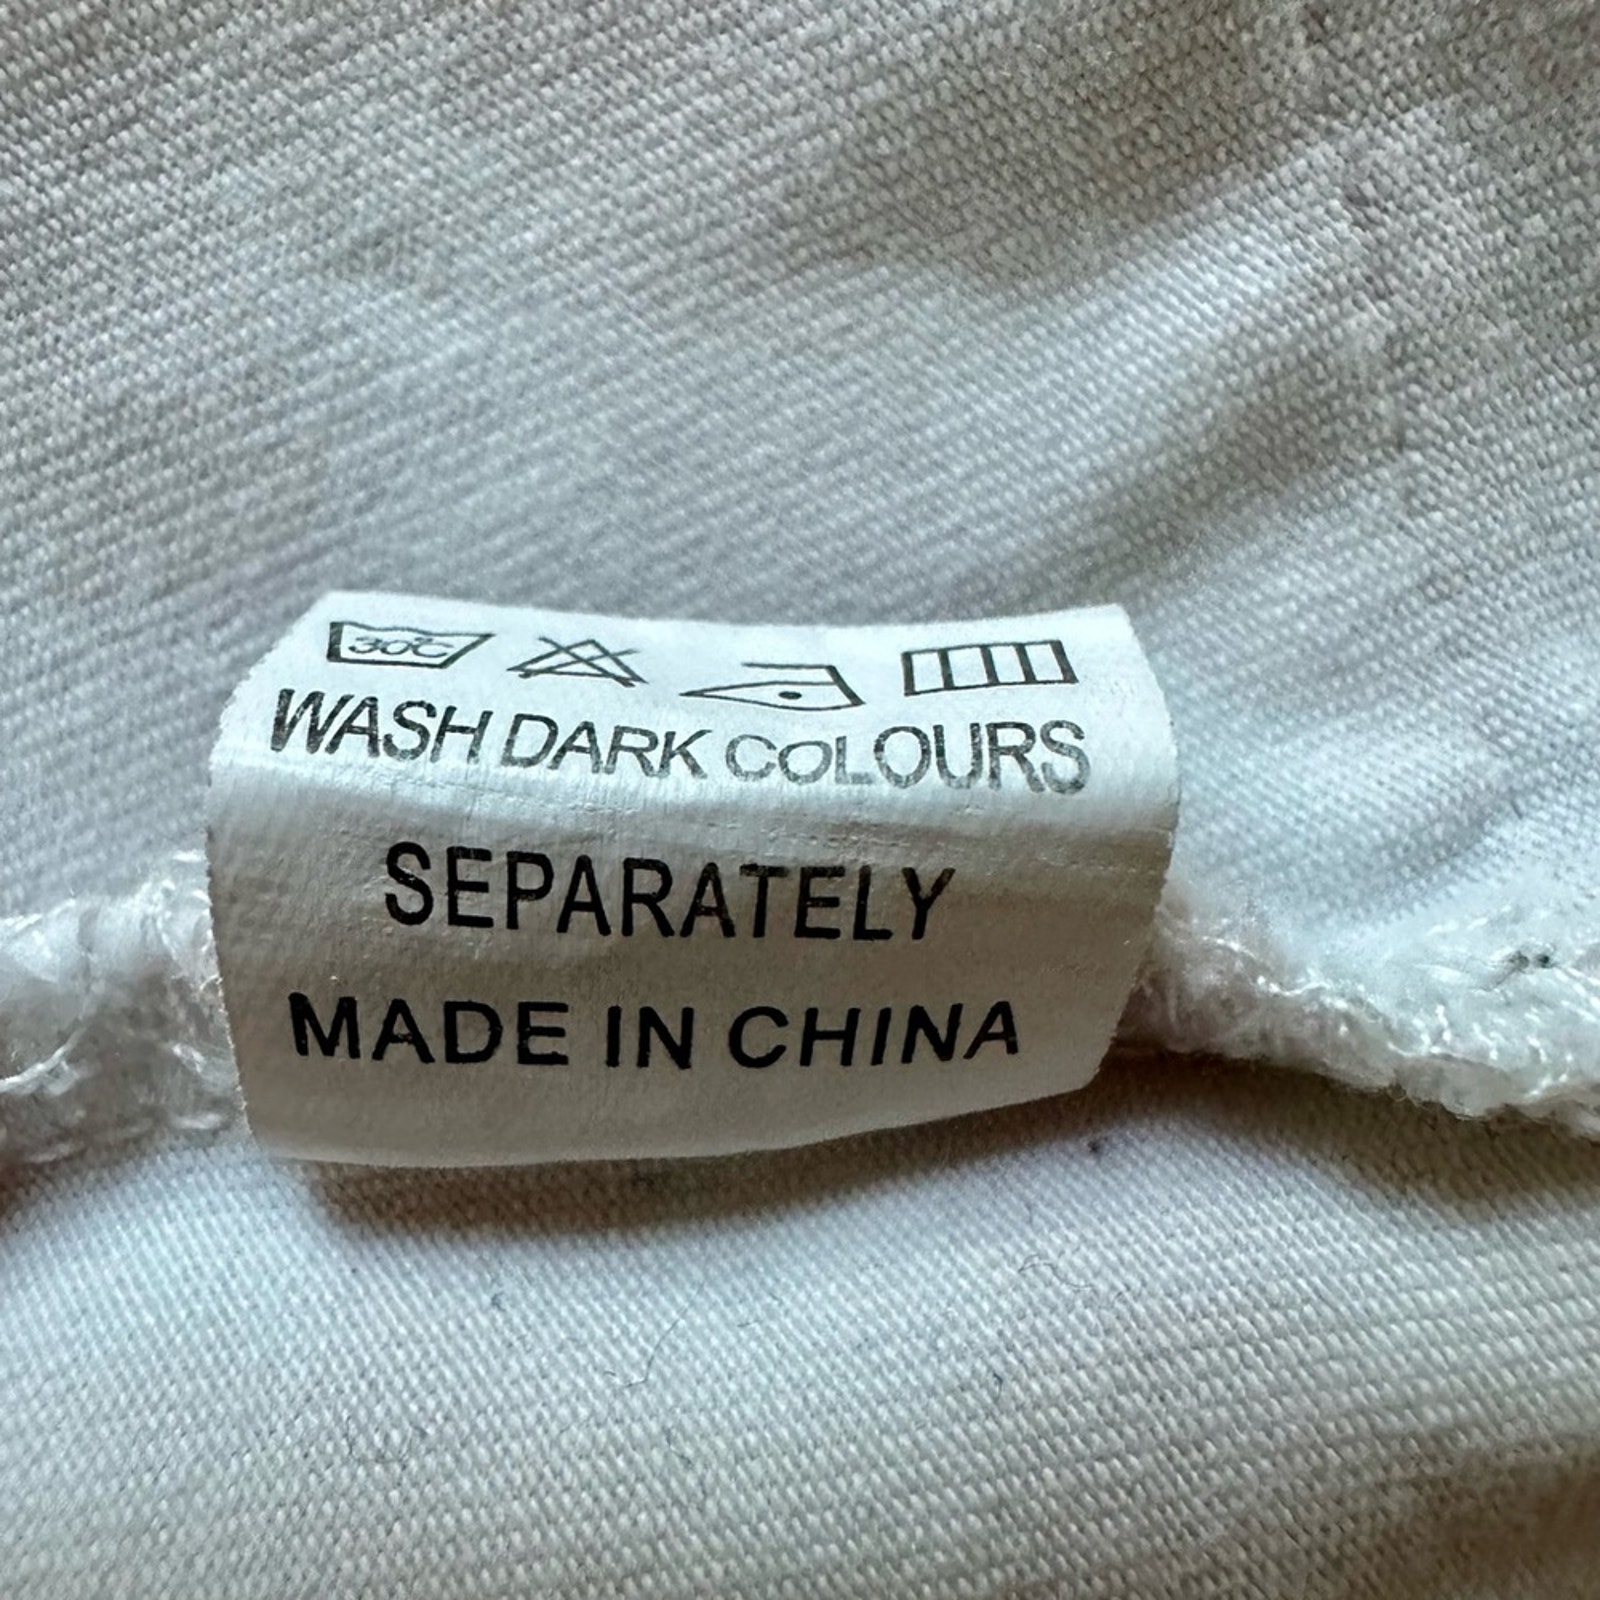 30°C
WASH DARK COLOURS
SEPARATELY
MADE IN CHINA